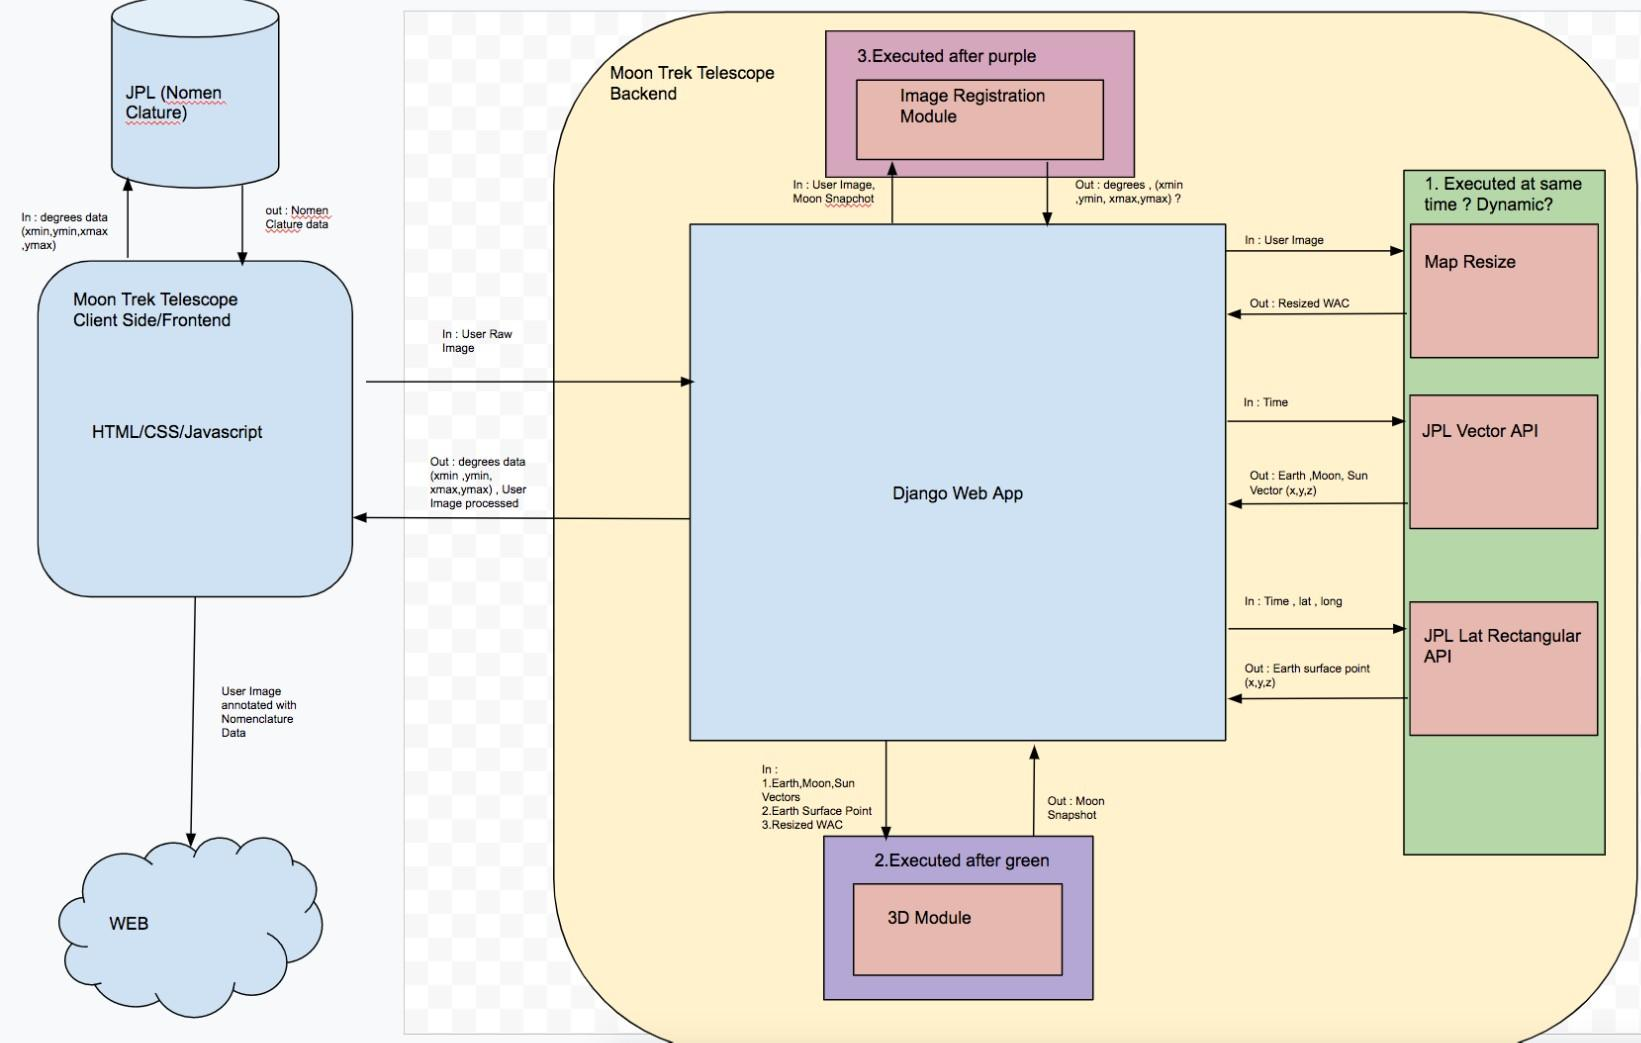 JPL (Nomen
Clature)
In : degrees data
(xmin,ymin,xmax
,ymax)
out : Nomen
Clature data
Moon Trek Telescope
Client Side/Frontend
HTML/CSS/Javascript
User Image
annotated with
Nomenclature
Data
WEB
In : User Raw
Image
Out : degrees data
(xmin ,ymin,
xmax,ymax) , User
Image processed
Moon Trek Telescope
Backend
3.Executed after purple
Image Registration
Module
In : User Image,
Moon Snapchot
Out : degrees , (xmin
,ymin, xmax,ymax) ?
Django Web App
1. Executed at same
time ? Dynamic?
In : User Image
Map Resize
Out : Resized WAC
In : Time
JPL Vector API
Out : Earth ,Moon, Sun
Vector (x,y,z)
In : Time , lat , long
JPL Lat Rectangular
API
Out : Earth surface point
(x,y,z)
In :
1.Earth,Moon,Sun
Vectors
2.Earth Surface Point
3.Resized WAC
Out : Moon
Snapshot
2.Executed after green
3D Module